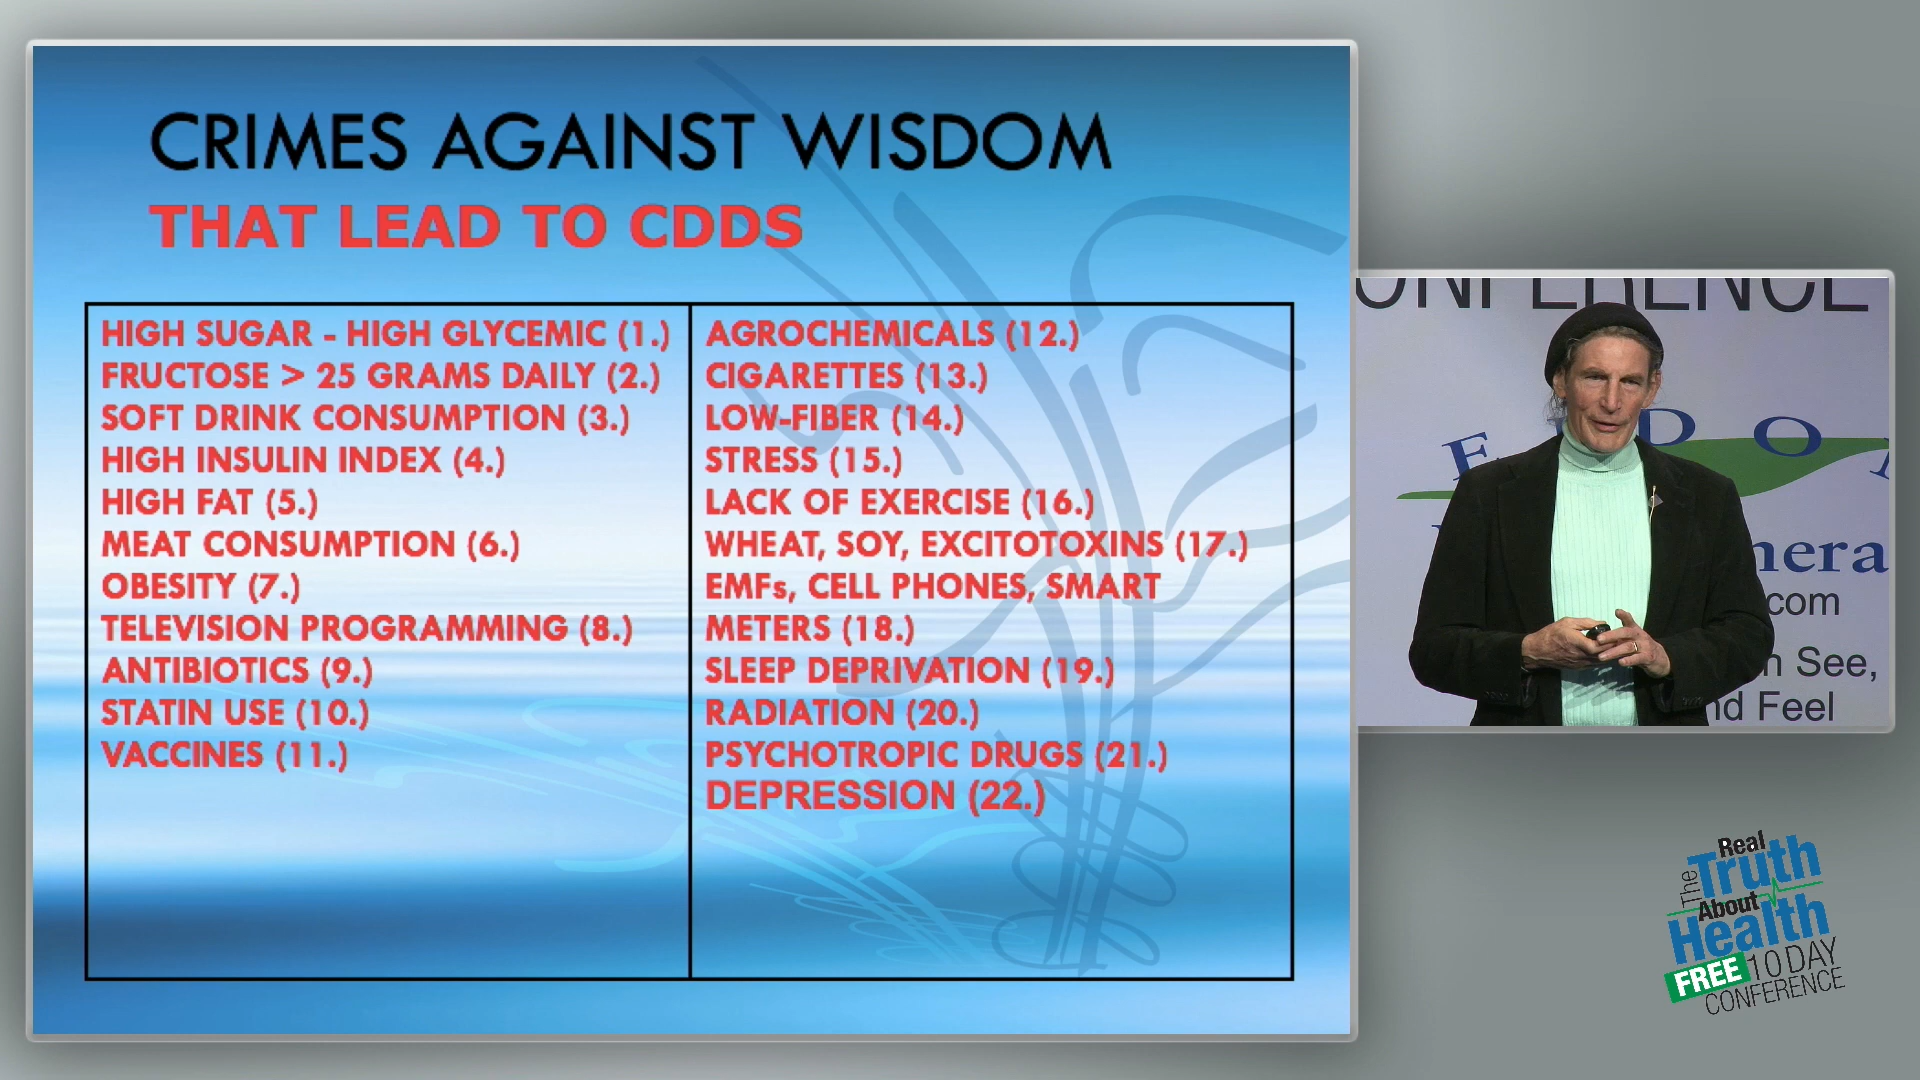 CRIMES AGAINST WISDOM
THAT LEAD TO CDDS
HIGH SUGAR - HIGH GLYCEMIC (1.)
FRUCTOSE > 25 GRAMS DAILY (2.)
SOFT DRINK CONSUMPTION (3.)
HIGH INSULIN INDEX (4.)
HIGH FAT (5.)
MEAT CONSUMPTION (6.)
OBESITY (7.)
TELEVISION PROGRAMMING (8.)
ANTIBIOTICS (9.)
STATIN USE (10.)
VACCINES (11.)
AGROCHEMICALS (12.)
CIGARETTES (13.)
LOW-FIBER (14.)
STRESS (15.)
LACK OF EXERCISE (16.)
WHEAT, SOY, EXCITOTOXINS (17.)
EMFs, CELL PHONES, SMART
METERS (18.)
SLEEP DEPRIVATION (19.)
RADIATION (20.)
PSYCHOTROPIC DRUGS (21.)
DEPRESSION (22.)
ONFERENCE
com
See,
nd Feel
The Real
Truth
About
Health
FREE 10 DAY
CONFERENCE